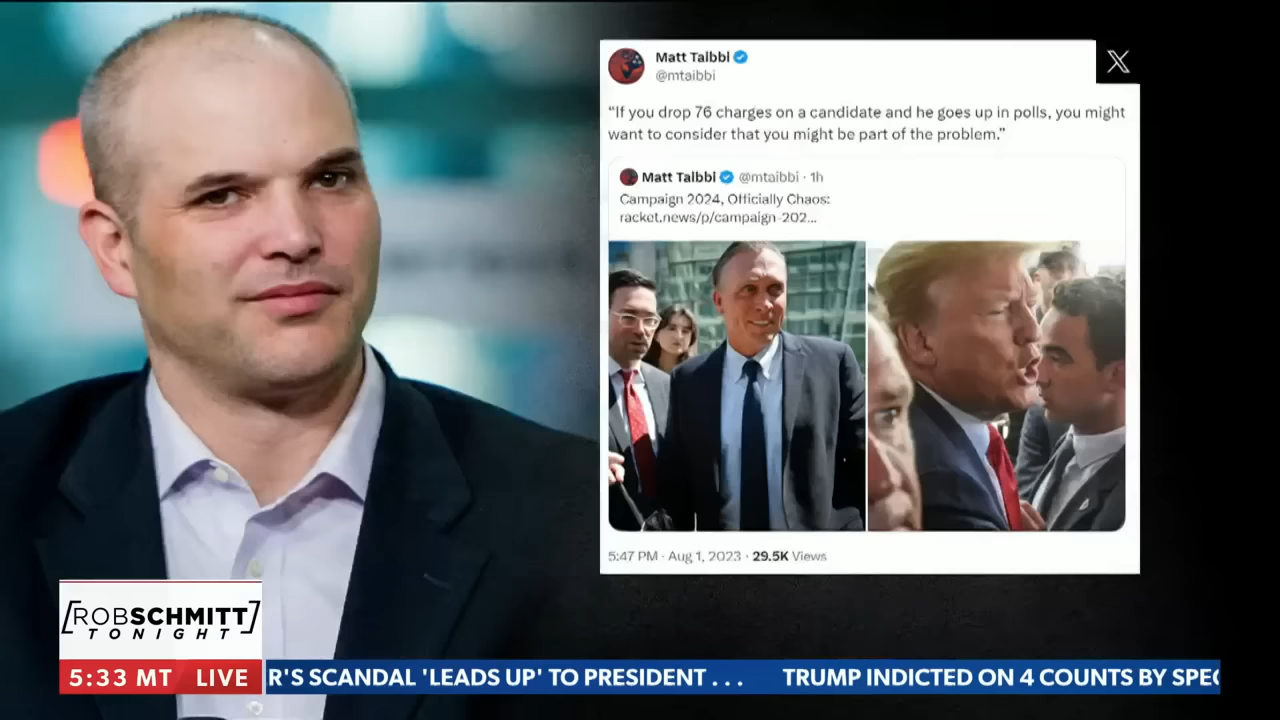 Matt Taibbi
@mtaibbi
X
“If you drop 76 charges on a candidate and he goes up in polls, you might
want to consider that you might be part of the problem.”
Matt Taibbi @mtaibbi · 1h
Campaign 2024, Officially Chaos:
racket.news/p/campaign-202...
5:47 PM · Aug 1, 2023 · 29.5K Views
[ROBSCHMITT]
TONIGHT
5:33 MT LIVE
R'S SCANDAL 'LEADS UP' TO PRESIDENT . . . TRUMP INDICTED ON 4 COUNTS BY SPEC